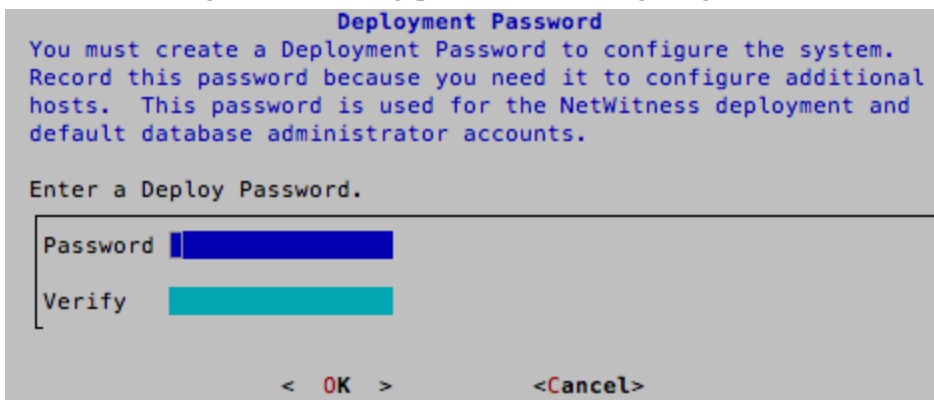 Deployment Password
You must create a Deployment Password to configure the system.
Record this password because you need it to configure additional
hosts.  This password is used for the NetWitness deployment and
default database administrator accounts.
Enter a Deploy Password.
Password
Verify
<  OK  >          <Cancel>